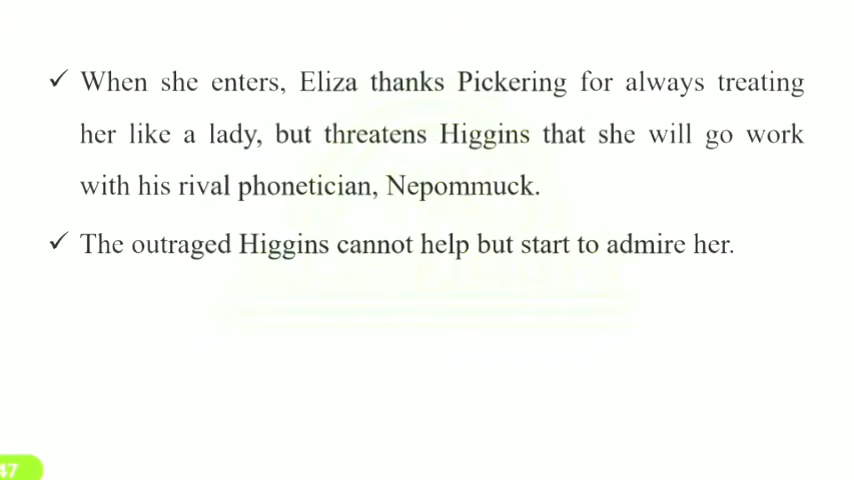 ✓ When she enters, Eliza thanks Pickering for always treating
her like a lady, but threatens Higgins that she will go work
with his rival phonetician, Nepommuck.
✓ The outraged Higgins cannot help but start to admire her.
47